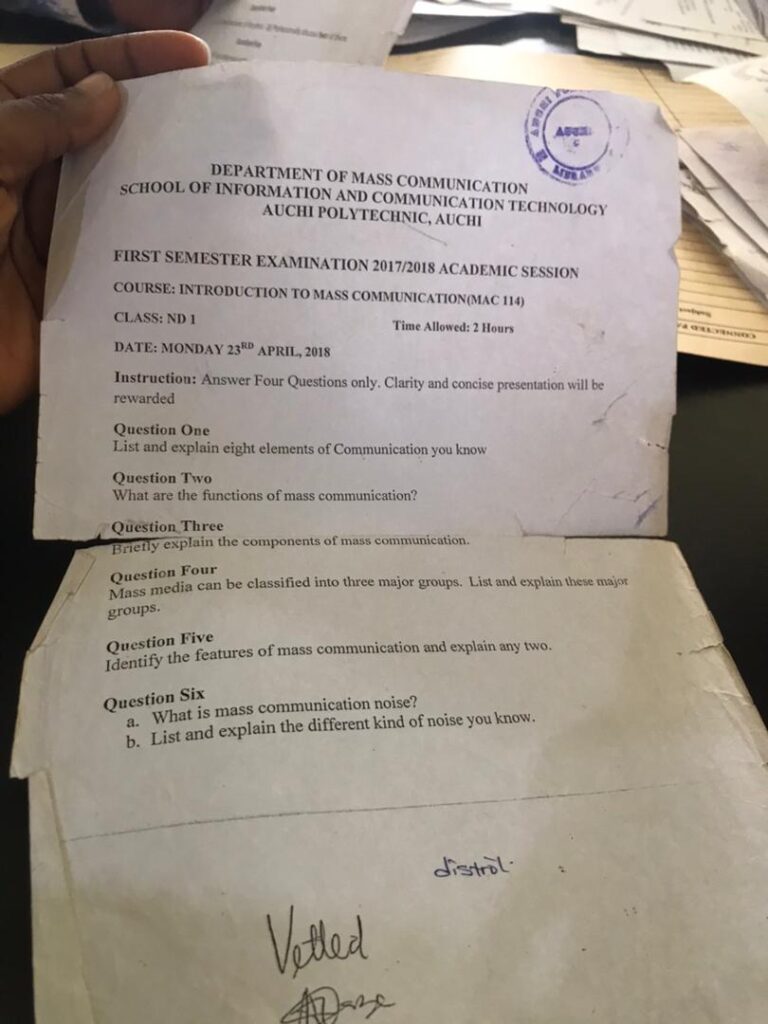 AUCHI
DEPARTMENT OF MASS COMMUNICATION
SCHOOL OF INFORMATION AND COMMUNICATION TECHNOLOGY
AUCHI POLYTECHNIC, AUCHI
FIRST SEMESTER EXAMINATION 2017/2018 ACADEMIC SESSION
COURSE: INTRODUCTION TO MASS COMMUNICATION(MAC 114)
CLASS: ND 1 Time Allowed: 2 Hours
DATE: MONDAY 23RD APRIL, 2018
Instruction: Answer Four Questions only. Clarity and concise presentation will be
rewarded
Question One
List and explain eight elements of Communication you know
Question Two
What are the functions of mass communication?
Question Three
Briefly explain the components of mass communication.
Question Four
Mass media can be classified into three major groups. List and explain these major
groups.
Question Five
Identify the features of mass communication and explain any two.
Question Six
a. What is mass communication noise?
b. List and explain the different kind of noise you know.
Vetted